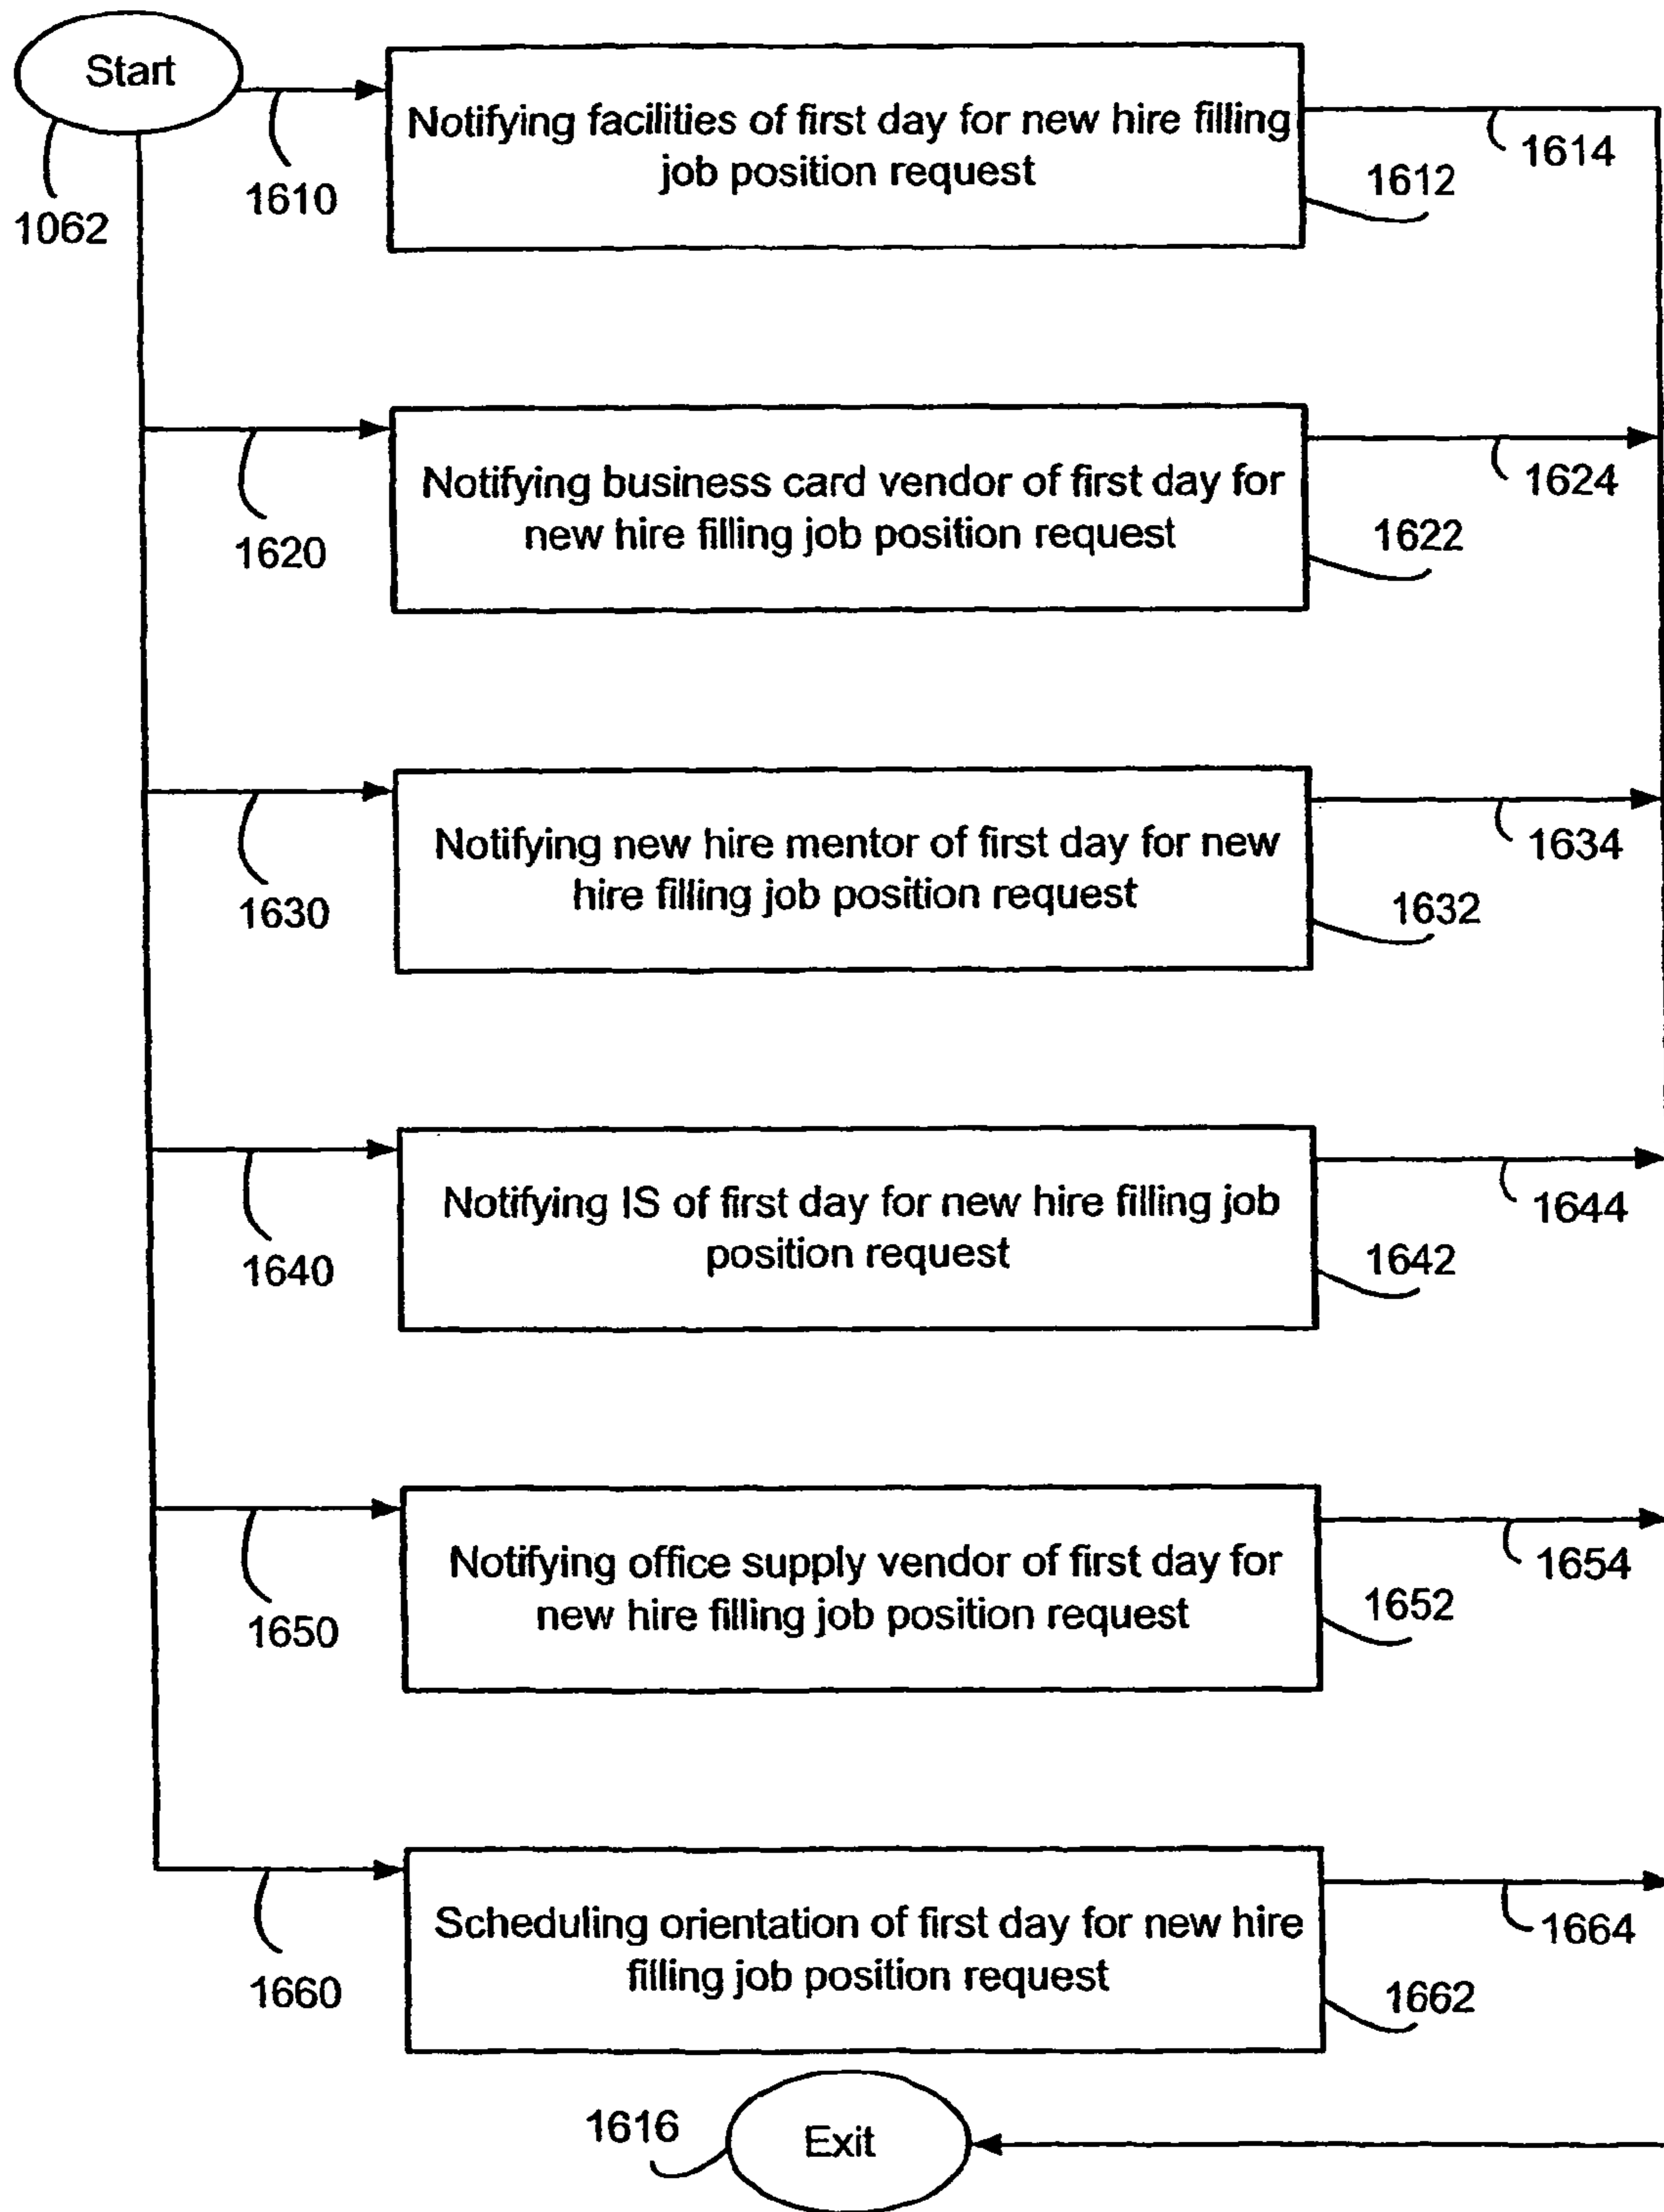 Start
1062
1610
Notifying facilities of first day for new hire filling
job position request
1612
1614
1620
Notifying business card vendor of first day for
new hire filling job position request
1622
1624
1630
Notifying new hire mentor of first day for new
hire filling job position request
1632
1634
1640
Notifying IS of first day for new hire filling job
position request
1642
1644
1650
Notifying office supply vendor of first day for
new hire filling job position request
1652
1654
1660
Scheduling orientation of first day for new hire
filling job position request
1662
1664
1616
Exit